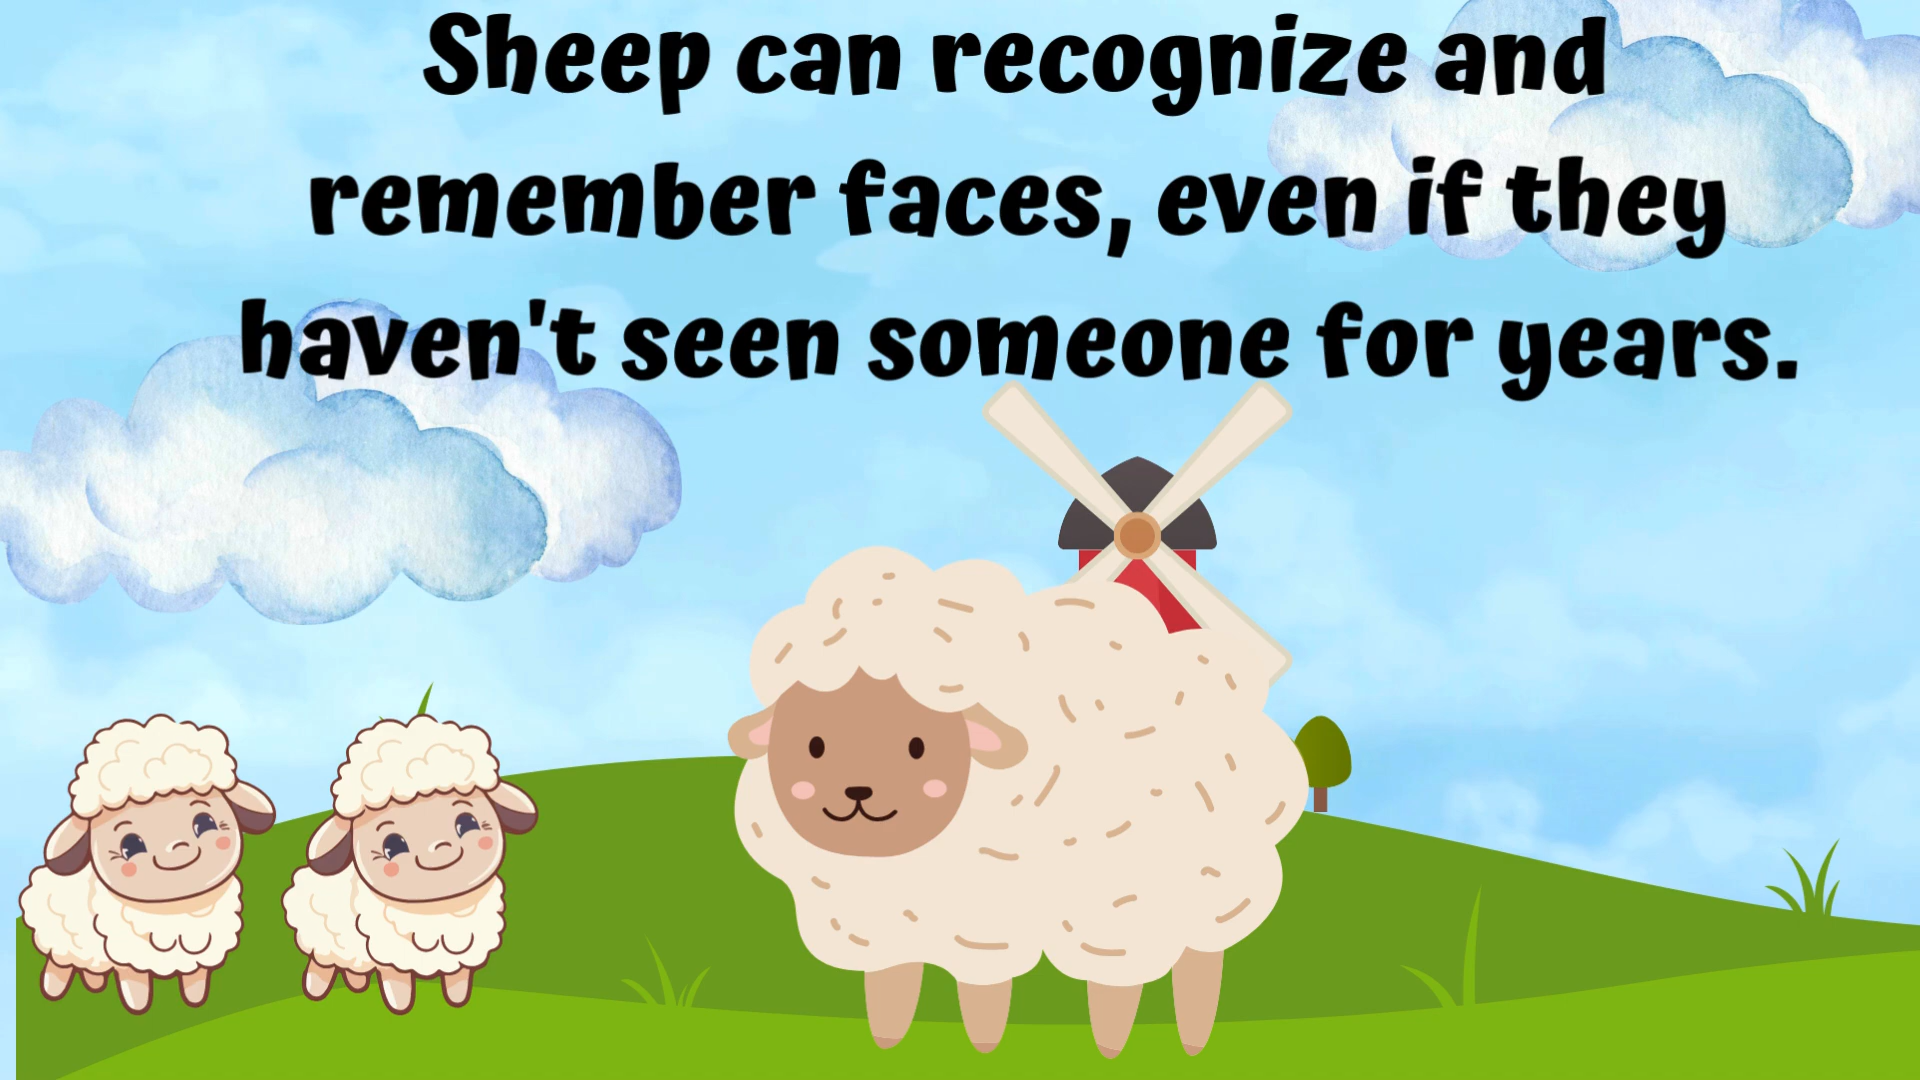 Sheep can recognize and
remember faces, even if they
haven't seen someone for years.